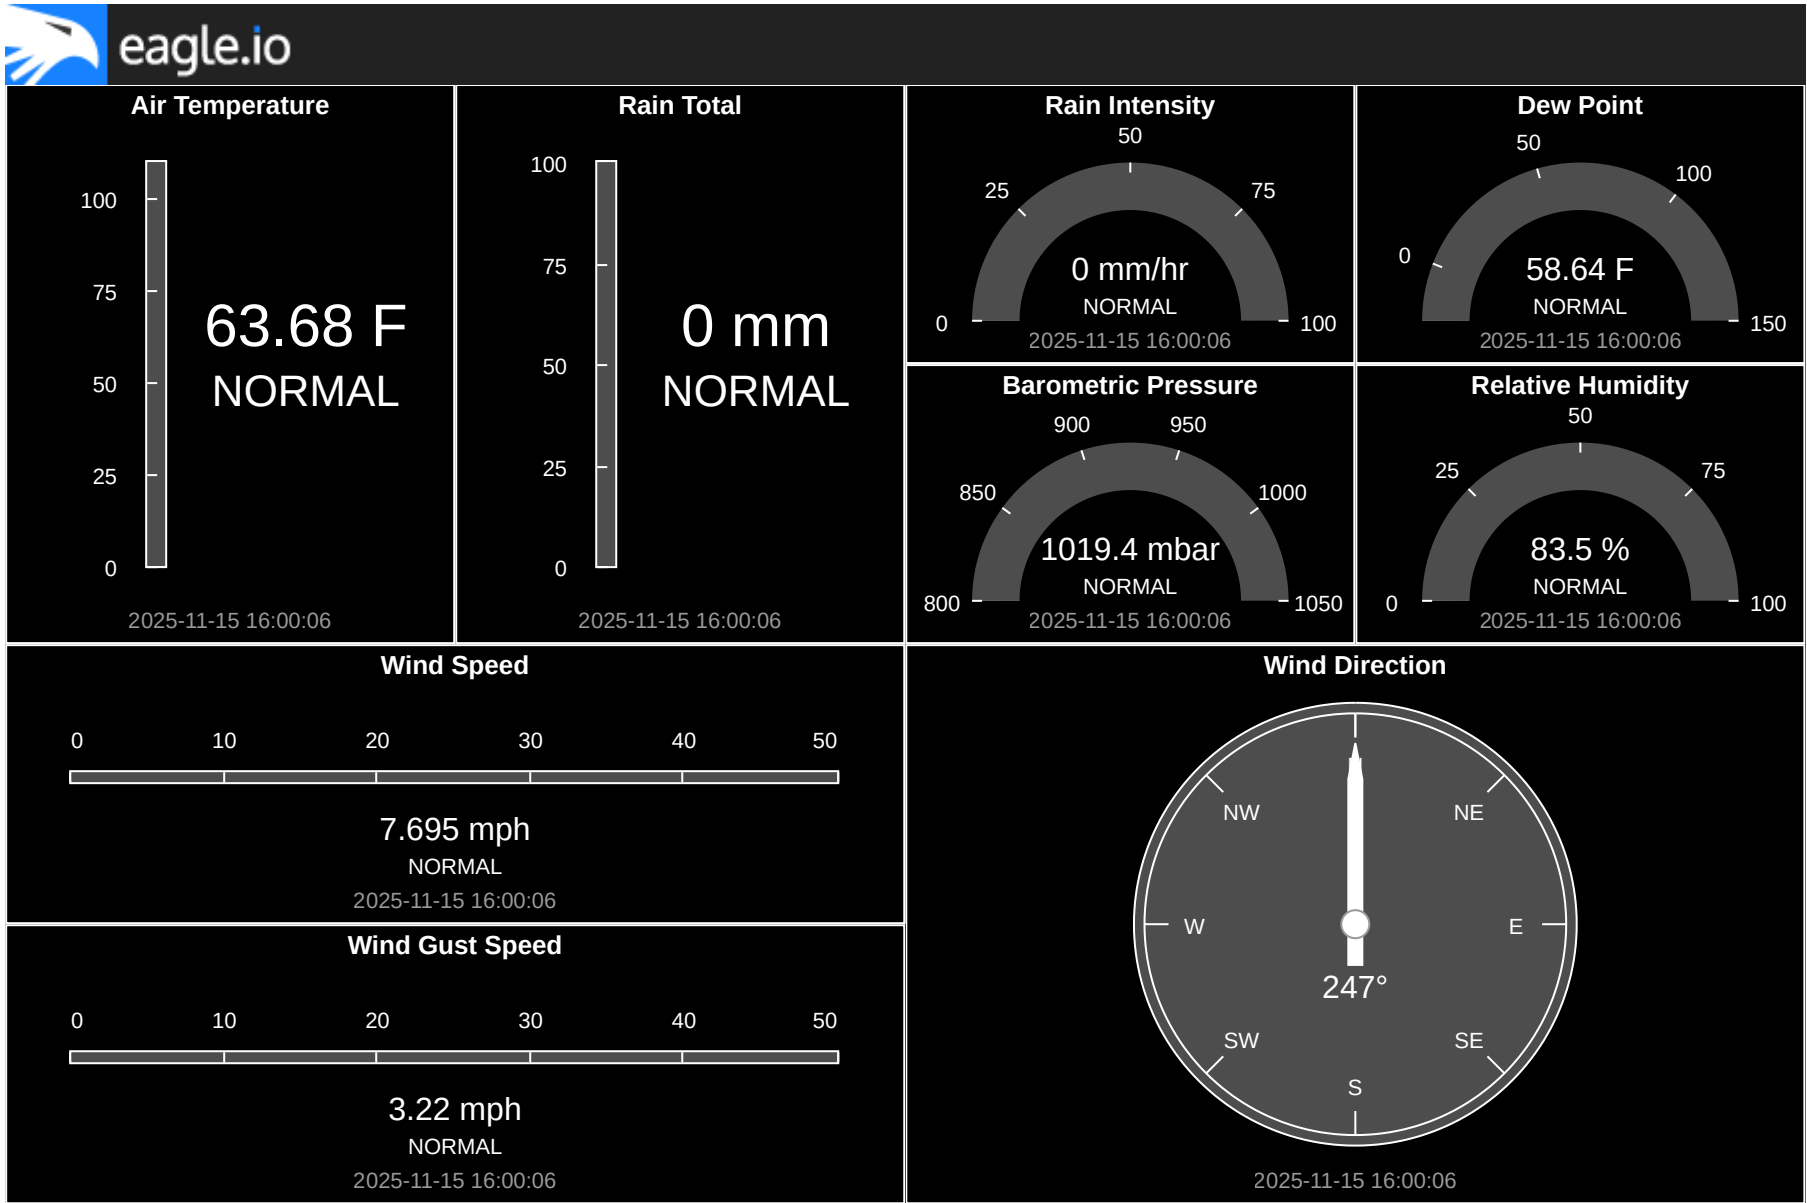 eagle.io
Air Temperature
100
75
50
25
0
63.68 F
NORMAL
2025-11-15 16:00:06
Rain Total
100
75
50
25
0
0 mm
NORMAL
2025-11-15 16:00:06
Rain Intensity
50
25
75
0
100
0 mm/hr
NORMAL
2025-11-15 16:00:06
Dew Point
50
100
0
150
58.64 F
NORMAL
2025-11-15 16:00:06
Barometric Pressure
900
950
850
1000
800
1050
1019.4 mbar
NORMAL
2025-11-15 16:00:06
Relative Humidity
50
25
75
0
100
83.5 %
NORMAL
2025-11-15 16:00:06
Wind Speed
0 10 20 30 40 50
7.695 mph
NORMAL
2025-11-15 16:00:06
Wind Gust Speed
0 10 20 30 40 50
3.22 mph
NORMAL
2025-11-15 16:00:06
Wind Direction
NW
NE
W
E
247°
SW
SE
S
2025-11-15 16:00:06